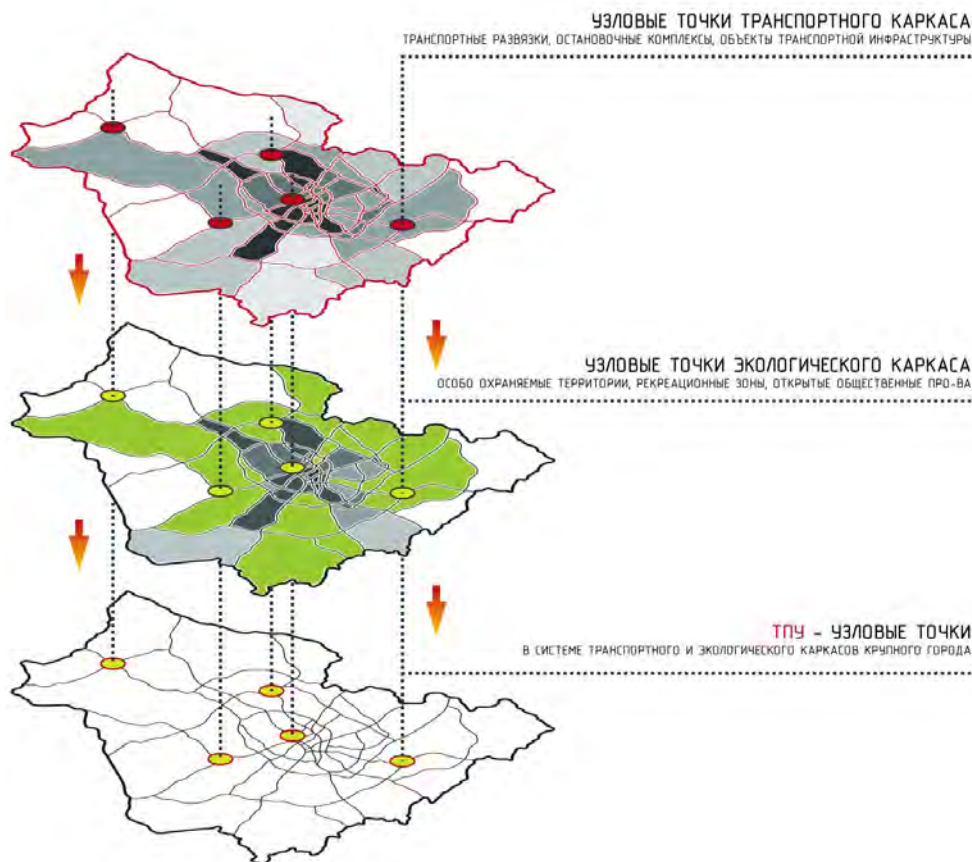 УЗЛОВЫЕ ТОЧКИ ТРАНСПОРТНОГО КАРКАСА
ТРАНСПОРТНЫЕ РАЗВЯЗКИ, ОСТАНОВОЧНЫЕ КОМПЛЕКСЫ, ОБЪЕКТЫ ТРАНСПОРТНОЙ ИНФРАСТРУКТУРЫ
УЗЛОВЫЕ ТОЧКИ ЭКОЛОГИЧЕСКОГО КАРКАСА
ОСОБО ОХРАНЯЕМЫЕ ТЕРРИТОРИИ, РЕКРЕАЦИОННЫЕ ЗОНЫ, ОТКРЫТЫЕ ОБЩЕСТВЕННЫЕ ПРО-ВА
ТПУ - УЗЛОВЫЕ ТОЧКИ
В СИСТЕМЕ ТРАНСПОРТНОГО И ЭКОЛОГИЧЕСКОГО КАРКАСОВ КРУПНОГО ГОРОДА